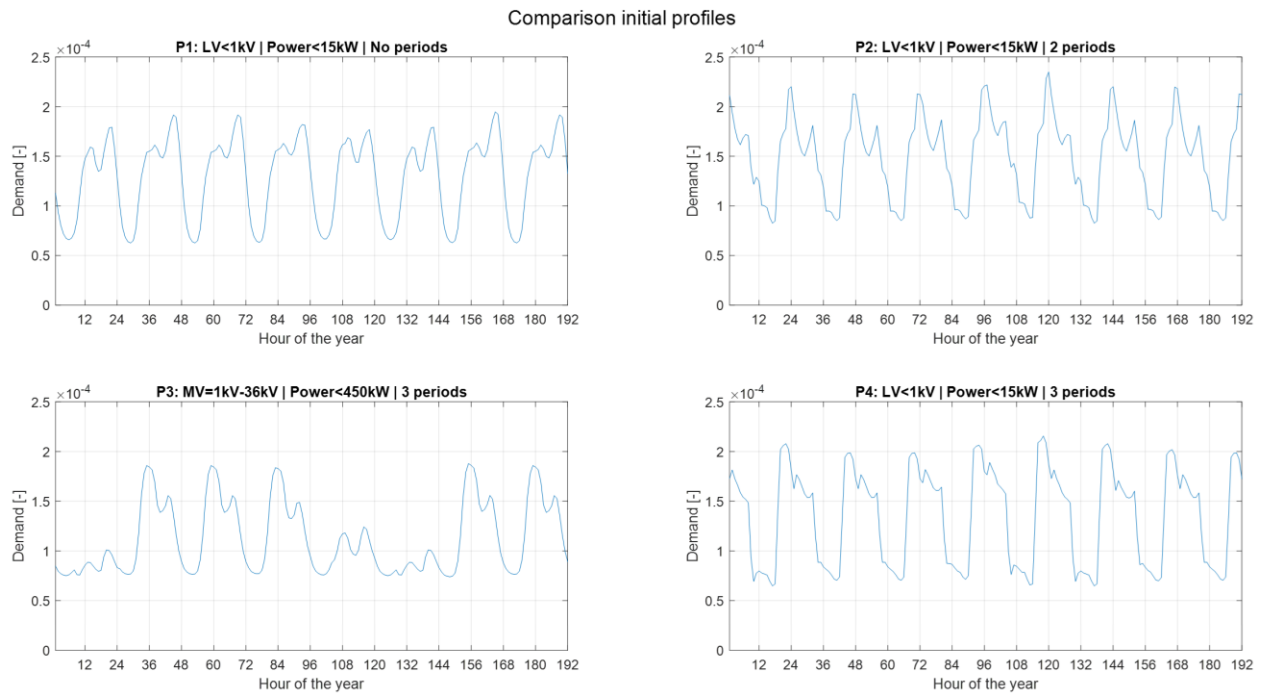 Comparison initial profiles
P1: LV<1kV | Power<15kW | No periods
×10-4
2.5
2
1.5
1
0.5
0
Demand [-]
12 24 36 48 60 72 84 96 108 120 132 144 156 168 180 192
Hour of the year
P2: LV<1kV | Power<15kW | 2 periods
×10-4
2.5
2
1.5
1
0.5
0
Demand [-]
12 24 36 48 60 72 84 96 108 120 132 144 156 168 180 192
Hour of the year
P3: MV=1kV-36kV | Power<450kW | 3 periods
×10-4
2.5
2
1.5
1
0.5
0
Demand [-]
12 24 36 48 60 72 84 96 108 120 132 144 156 168 180 192
Hour of the year
P4: LV<1kV | Power<15kW | 3 periods
×10-4
2.5
2
1.5
1
0.5
0
Demand [-]
12 24 36 48 60 72 84 96 108 120 132 144 156 168 180 192
Hour of the year